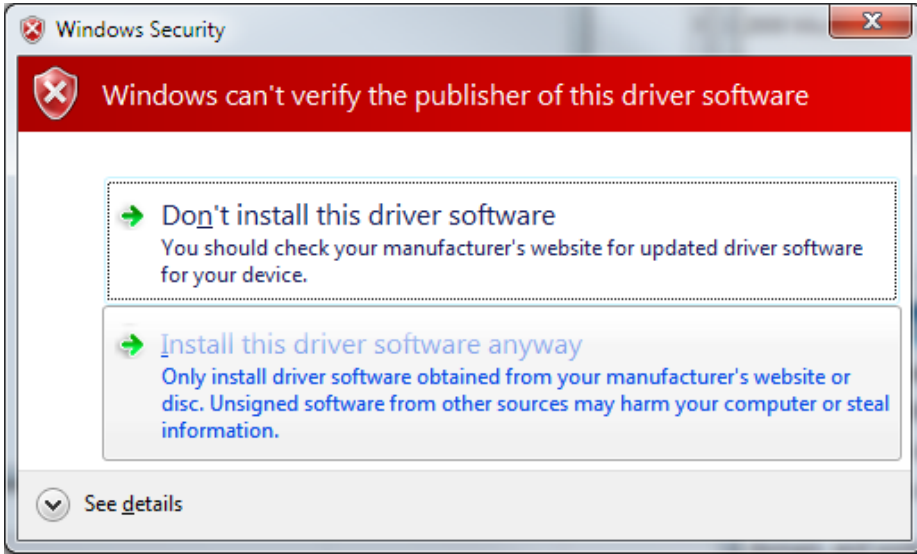 Windows Security
Windows can't verify the publisher of this driver software
Don't install this driver software
You should check your manufacturer's website for updated driver software
for your device.
Install this driver software anyway
Only install driver software obtained from your manufacturer's website or
disc. Unsigned software from other sources may harm your computer or steal
information.
See details